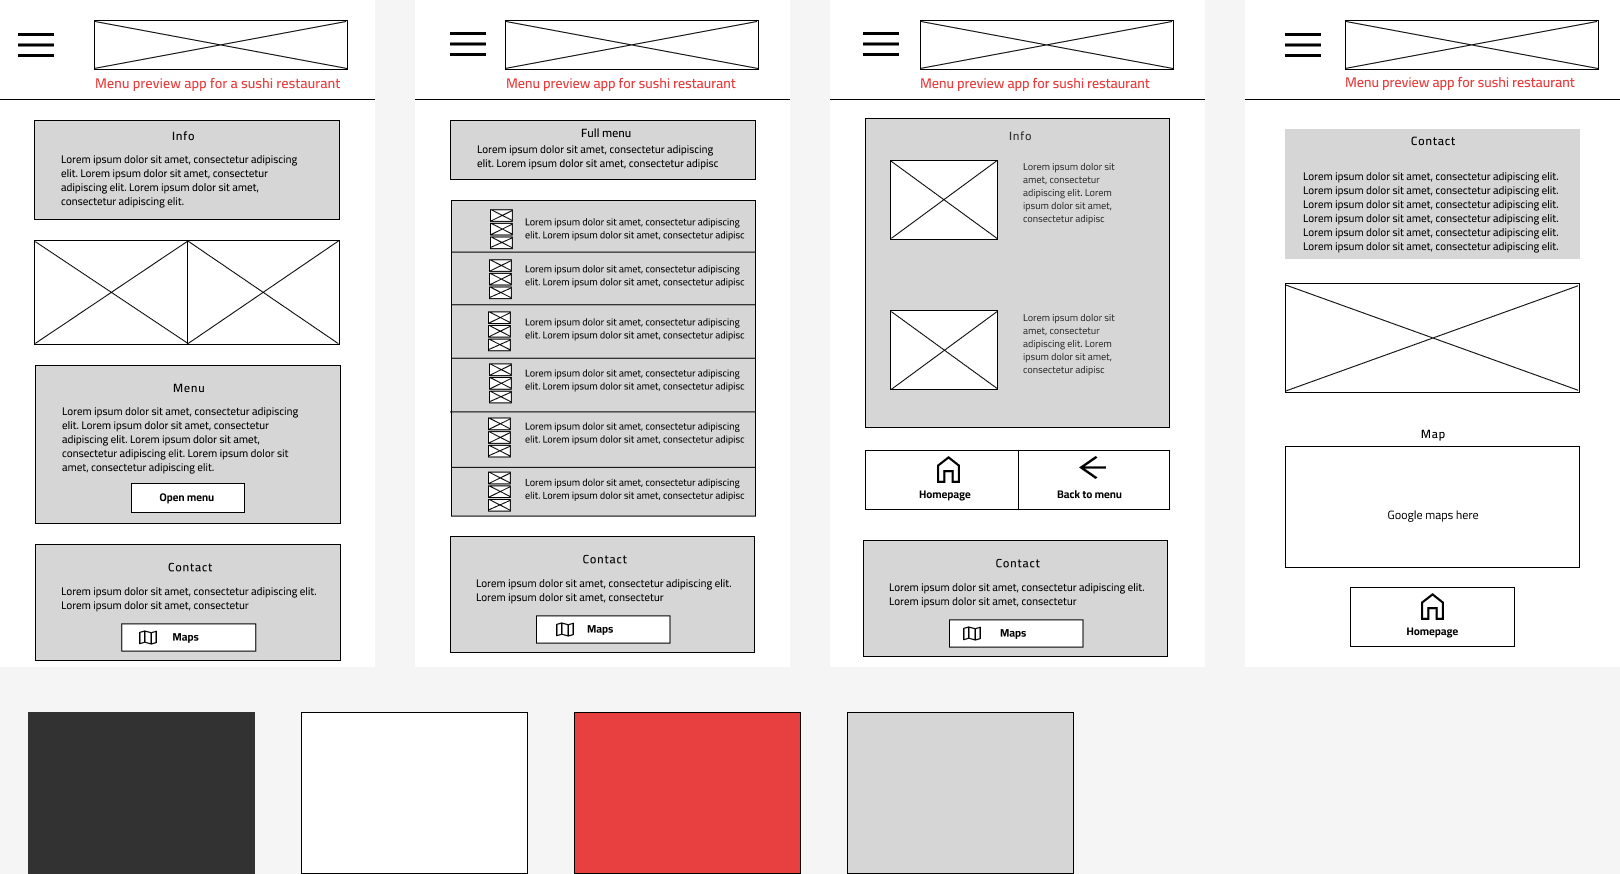 Menu preview app for a sushi restaurant
Info
Lorem ipsum dolor sit amet, consectetur adipiscing
elit. Lorem ipsum dolor sit amet, consectetur
adipiscing elit. Lorem ipsum dolor sit amet,
consectetur adipiscing elit.
Menu
Lorem ipsum dolor sit amet, consectetur adipiscing
elit. Lorem ipsum dolor sit amet, consectetur
adipiscing elit. Lorem ipsum dolor sit amet,
consectetur adipiscing elit. Lorem ipsum dolor sit
amet, consectetur adipiscing elit.
Open menu
Contact
Lorem ipsum dolor sit amet, consectetur adipiscing elit.
Lorem ipsum dolor sit amet, consectetur
Maps
Menu preview app for sushi restaurant
Full menu
Lorem ipsum dolor sit amet, consectetur adipiscing
elit. Lorem ipsum dolor sit amet, consectetur adipisc
Lorem ipsum dolor sit amet, consectetur adipiscing
elit. Lorem ipsum dolor sit amet, consectetur adipisc
Lorem ipsum dolor sit amet, consectetur adipiscing
elit. Lorem ipsum dolor sit amet, consectetur adipisc
Lorem ipsum dolor sit amet, consectetur adipiscing
elit. Lorem ipsum dolor sit amet, consectetur adipisc
Lorem ipsum dolor sit amet, consectetur adipiscing
elit. Lorem ipsum dolor sit amet, consectetur adipisc
Lorem ipsum dolor sit amet, consectetur adipiscing
elit. Lorem ipsum dolor sit amet, consectetur adipisc
Lorem ipsum dolor sit amet, consectetur adipiscing
elit. Lorem ipsum dolor sit amet, consectetur adipisc
Contact
Lorem ipsum dolor sit amet, consectetur adipiscing elit.
Lorem ipsum dolor sit amet, consectetur
Maps
Menu preview app for sushi restaurant
Info
Lorem ipsum dolor sit
amet, consectetur
adipiscing elit. Lorem
ipsum dolor sit amet,
consectetur adipisc
Lorem ipsum dolor sit
amet, consectetur
adipiscing elit. Lorem
ipsum dolor sit amet,
consectetur adipisc
Homepage
Back to menu
Contact
Lorem ipsum dolor sit amet, consectetur adipiscing elit.
Lorem ipsum dolor sit amet, consectetur
Maps
Menu preview app for sushi restaurant
Contact
Lorem ipsum dolor sit amet, consectetur adipiscing elit.
Lorem ipsum dolor sit amet, consectetur adipiscing elit.
Lorem ipsum dolor sit amet, consectetur adipiscing elit.
Lorem ipsum dolor sit amet, consectetur adipiscing elit.
Lorem ipsum dolor sit amet, consectetur adipiscing elit.
Lorem ipsum dolor sit amet, consectetur adipiscing elit.
Map
Google maps here
Homepage